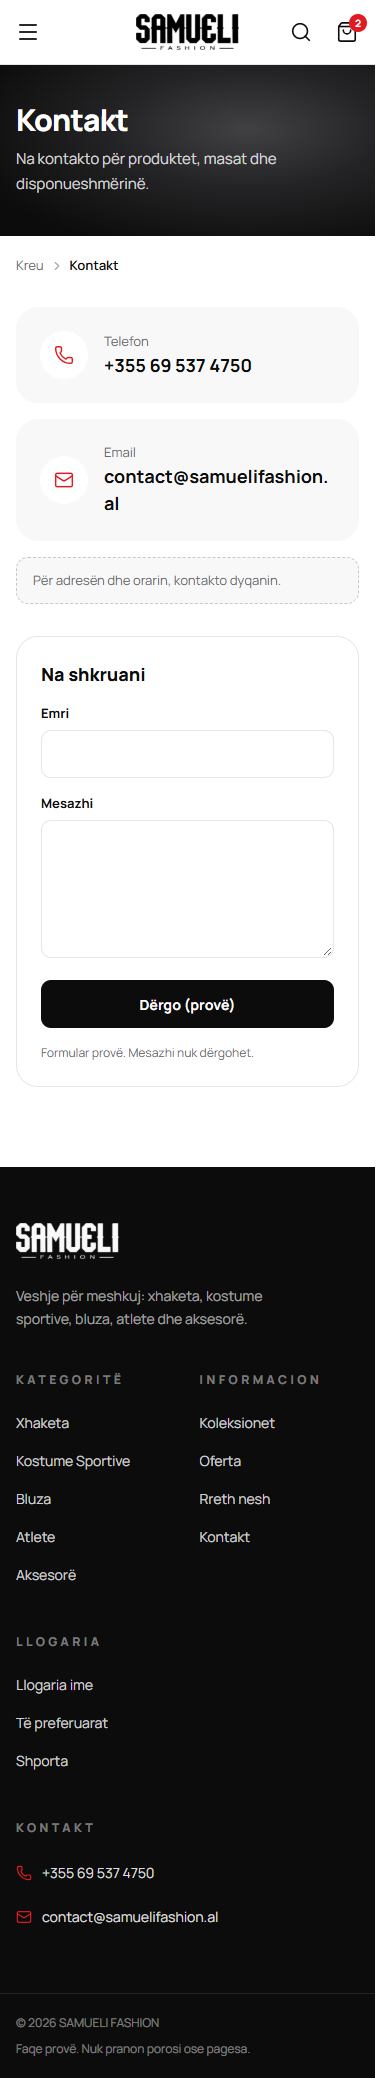 SAMUELI
FASHION
2
Kontakt
Na kontakto për produktet, masat dhe
disponueshmërinë.
Kreu > Kontakt
Telefon
+355 69 537 4750
Email
contact@samuelifashion.
al
Për adresën dhe orarin, kontakto dyqanin.
Na shkruani
Emri
Mesazhi
Dërgo (provë)
Formular provë. Mesazhi nuk dërgohet.
SAMUELI
FASHION
Veshje për meshkuj: xhaketa, kostume
sportive, bluza, atlete dhe aksesorë.
KATEGORITË
Xhaketa
Kostume Sportive
Bluza
Atlete
Aksesorë
INFORMACION
Koleksionet
Oferta
Rreth nesh
Kontakt
LLOGARIA
Llogaria ime
Të preferuarat
Shporta
KONTAKT
+355 69 537 4750
contact@samuelifashion.al
© 2026 SAMUELI FASHION
Faqe provë. Nuk pranon porosi ose pagesa.